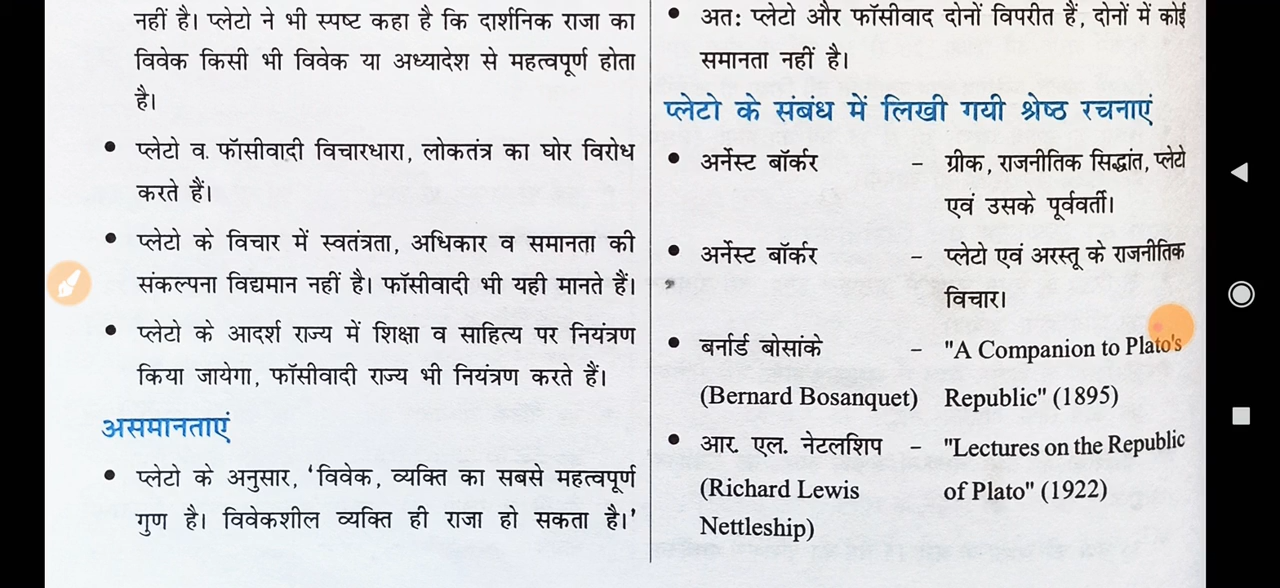 नहीं है। प्लेटो ने भी स्पष्ट कहा है कि दार्शनिक राजा का
विवेक किसी भी विवेक या अध्यादेश से महत्वपूर्ण होता
है।
• प्लेटो व फॉसीवादी विचारधारा, लोकतंत्र का घोर विरोध
करते हैं।
• प्लेटो के विचार में स्वतंत्रता, अधिकार व समानता की
संकल्पना विद्यमान नहीं है। फॉसीवादी भी यही मानते हैं।
• प्लेटो के आदर्श राज्य में शिक्षा व साहित्य पर नियंत्रण
किया जायेगा, फॉसीवादी राज्य भी नियंत्रण करते हैं।
असमानताएं
• प्लेटो के अनुसार, 'विवेक, व्यक्ति का सबसे महत्वपूर्ण
गुण है। विवेकशील व्यक्ति ही राजा हो सकता है।'
• अतः प्लेटो और फॉसीवाद दोनों विपरीत हैं, दोनों में कोई
समानता नहीं है।
प्लेटो के संबंध में लिखी गयी श्रेष्ठ रचनाएं
• अर्नेस्ट बॉर्कर – ग्रीक, राजनीतिक सिद्धांत, प्लेटो
एवं उसके पूर्ववर्ती।
• अर्नेस्ट बॉर्कर – प्लेटो एवं अरस्तू के राजनीतिक
विचार।
• बर्नार्ड बोसांके – "A Companion to Plato's
(Bernard Bosanquet) Republic" (1895)
• आर. एल. नेटलशिप – "Lectures on the Republic
(Richard Lewis of Plato" (1922)
Nettleship)